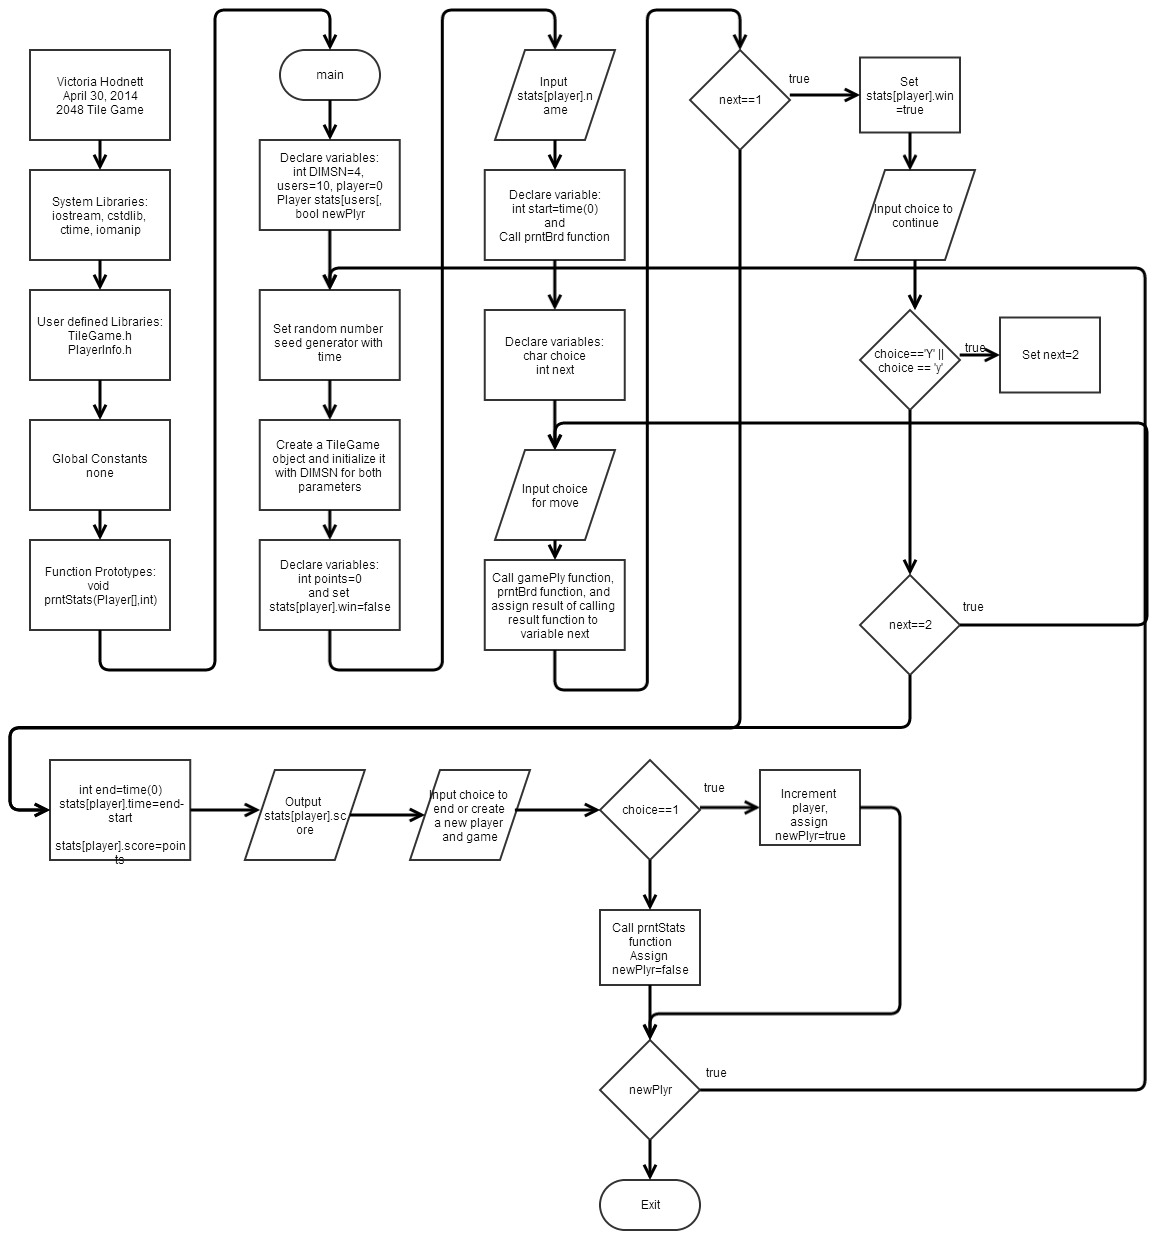 Victoria Hodnett
April 30, 2014
2048 Tile Game
System Libraries:
iostream, cstdlib,
ctime, iomanip
User defined Libraries:
TileGame.h
PlayerInfo.h
Global Constants
none
Function Prototypes:
void
prntStats(Player[],int)
main
Declare variables:
int DIMSN=4,
users=10, player=0
Player stats[users[,
bool newPlyr
Set random number
seed generator with
time
Create a TileGame
object and initialize it
with DIMSN for both
parameters
Declare variables:
int points=0
and set
stats[player].win=false
Input
stats[player].n
ame
Declare variable:
int start=time(0)
and
Call prntBrd function
Declare variables:
char choice
int next
Input choice
for move
Call gamePly function,
prntBrd function, and
assign result of calling
result function to
variable next
next==1
true
Set
stats[player].win
=true
Input choice to
continue
choice=='Y' ||
choice == 'y'
true
Set next=2
next==2
true
int end=time(0)
stats[player].time=end-
start
stats[player].score=poin
ts
Output
stats[player].sc
ore
Input choice to
end or create
a new player
and game
choice==1
true
Increment
player,
assign
newPlyr=true
Call prntStats
function
Assign
newPlyr=false
newPlyr
true
Exit